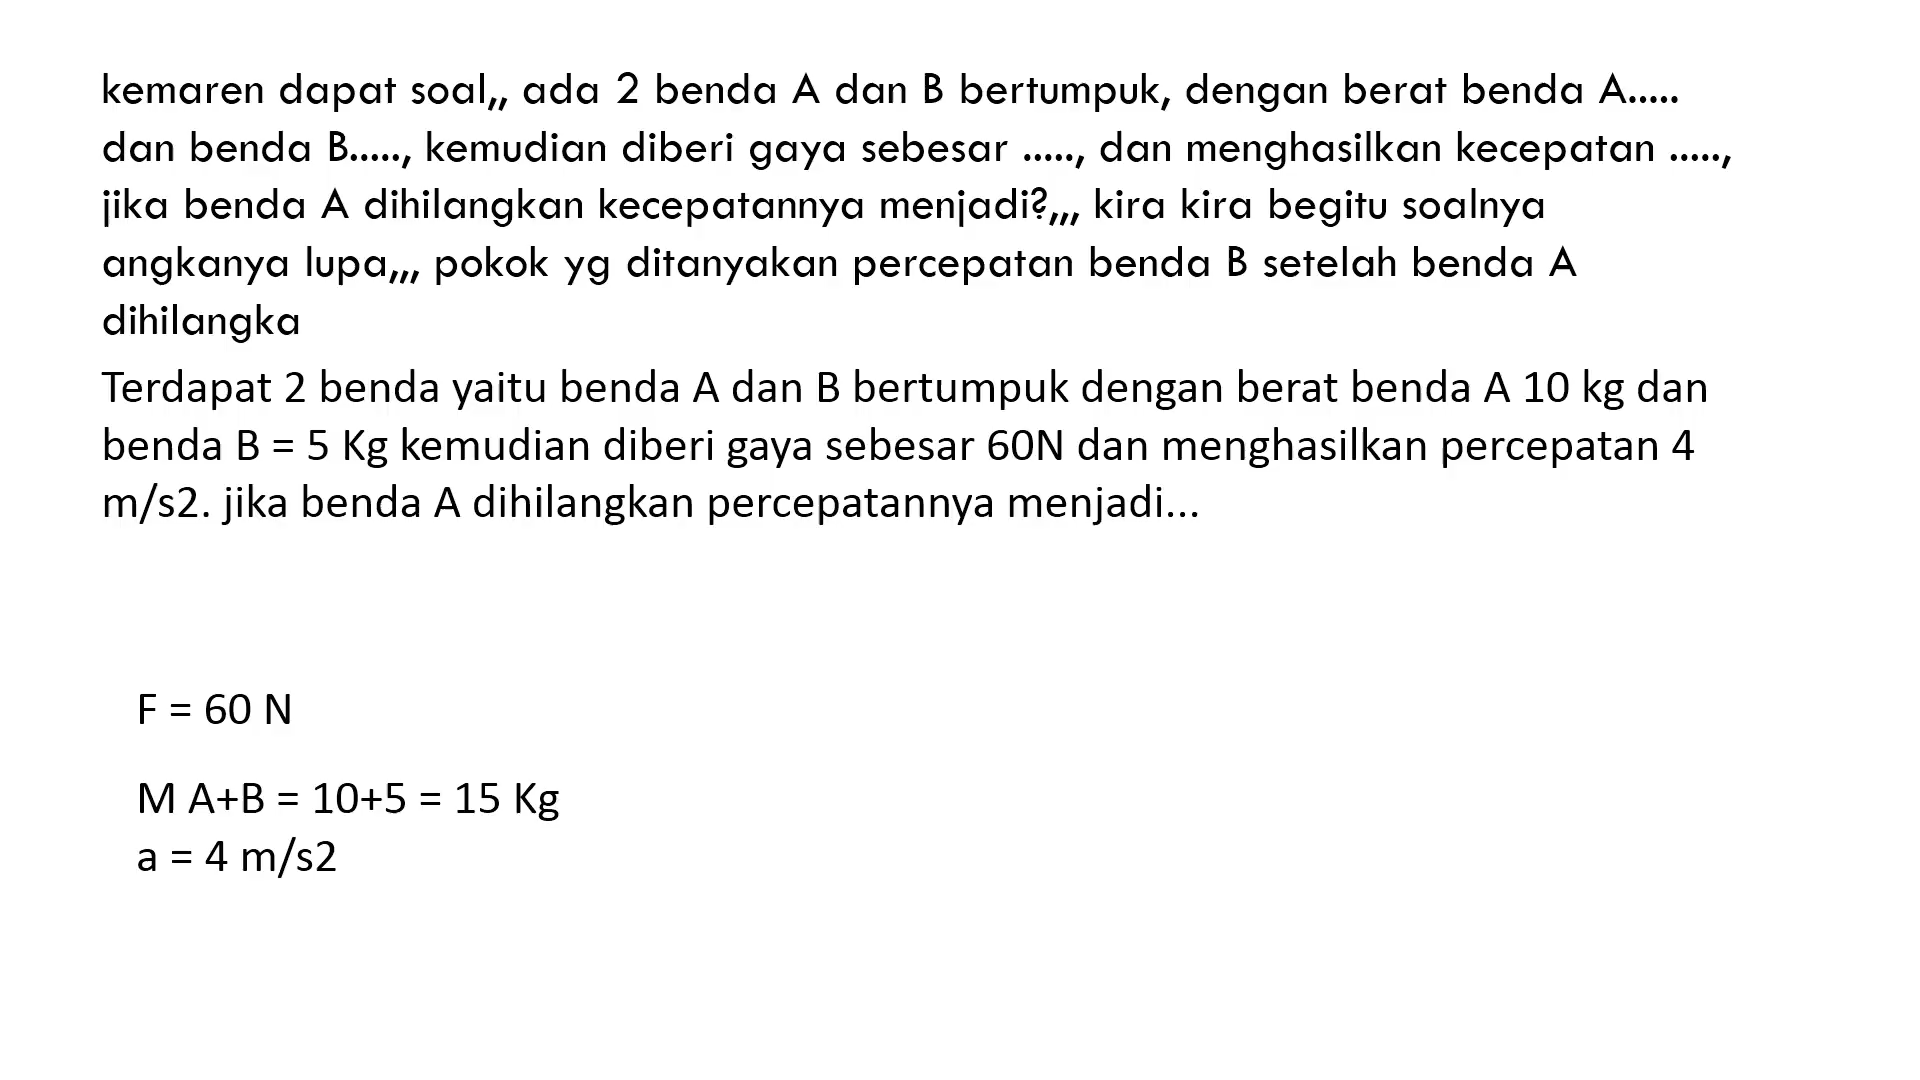 kemaren dapat soal,, ada 2 benda A dan B bertumpuk, dengan berat benda A.....
dan benda B....., kemudian diberi gaya sebesar ....., dan menghasilkan kecepatan .....,
jika benda A dihilangkan kecepatannya menjadi?,,, kira kira begitu soalnya
angkanya lupa,,, pokok yg ditanyakan percepatan benda B setelah benda A
dihilangka
Terdapat 2 benda yaitu benda A dan B bertumpuk dengan berat benda A 10 kg dan
benda B = 5 Kg kemudian diberi gaya sebesar 60N dan menghasilkan percepatan 4
m/s2. jika benda A dihilangkan percepatannya menjadi...
F = 60 N
M A+B = 10+5 = 15 Kg
a = 4 m/s2